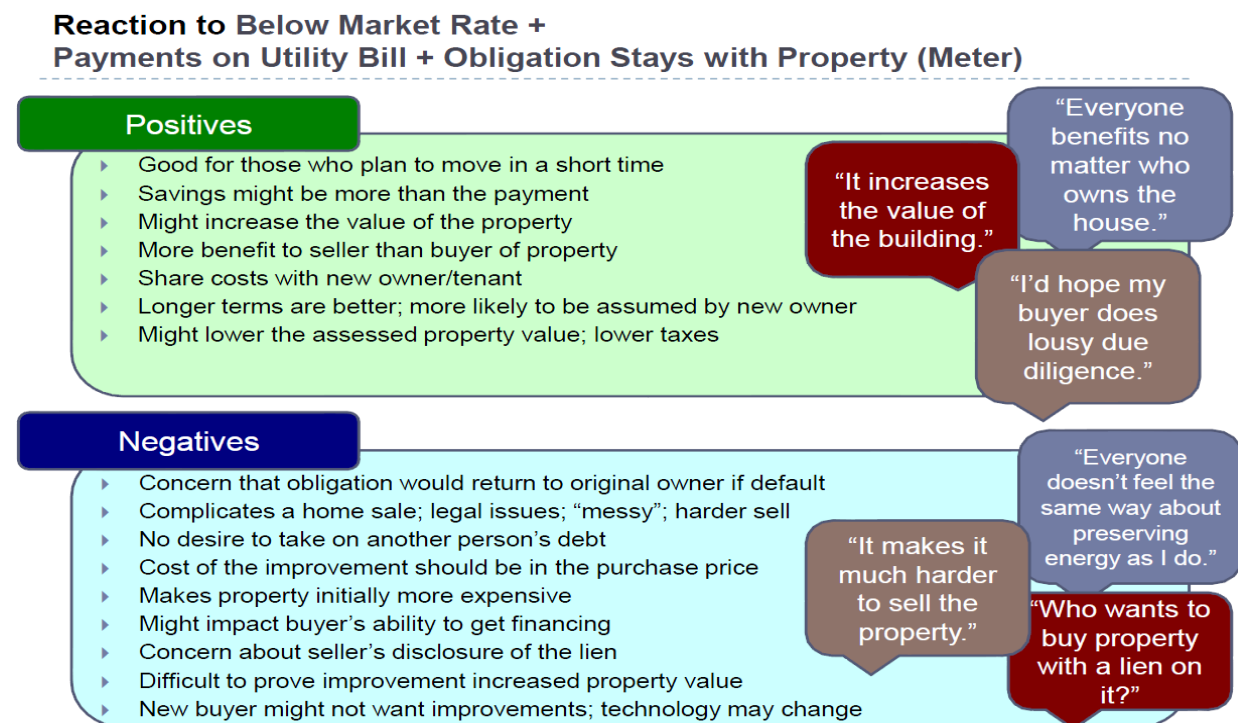 Reaction to Below Market Rate +
Payments on Utility Bill + Obligation Stays with Property (Meter)
Positives
Good for those who plan to move in a short time
Savings might be more than the payment
Might increase the value of the property
More benefit to seller than buyer of property
Share costs with new owner/tenant
Longer terms are better; more likely to be assumed by new owner
Might lower the assessed property value; lower taxes
“It increases
the value of
the building.”
“Everyone
benefits no
matter who
owns the
house.”
“I’d hope my
buyer does
lousy due
diligence.”
Negatives
Concern that obligation would return to original owner if default
Complicates a home sale; legal issues; “messy”; harder sell
No desire to take on another person’s debt
Cost of the improvement should be in the purchase price
Makes property initially more expensive
Might impact buyer’s ability to get financing
Concern about seller’s disclosure of the lien
Difficult to prove improvement increased property value
New buyer might not want improvements; technology may change
“It makes it
much harder
to sell the
property.”
“Everyone
doesn’t feel the
same way about
preserving
energy as I do.”
“Who wants to
buy property
with a lien on
it?”